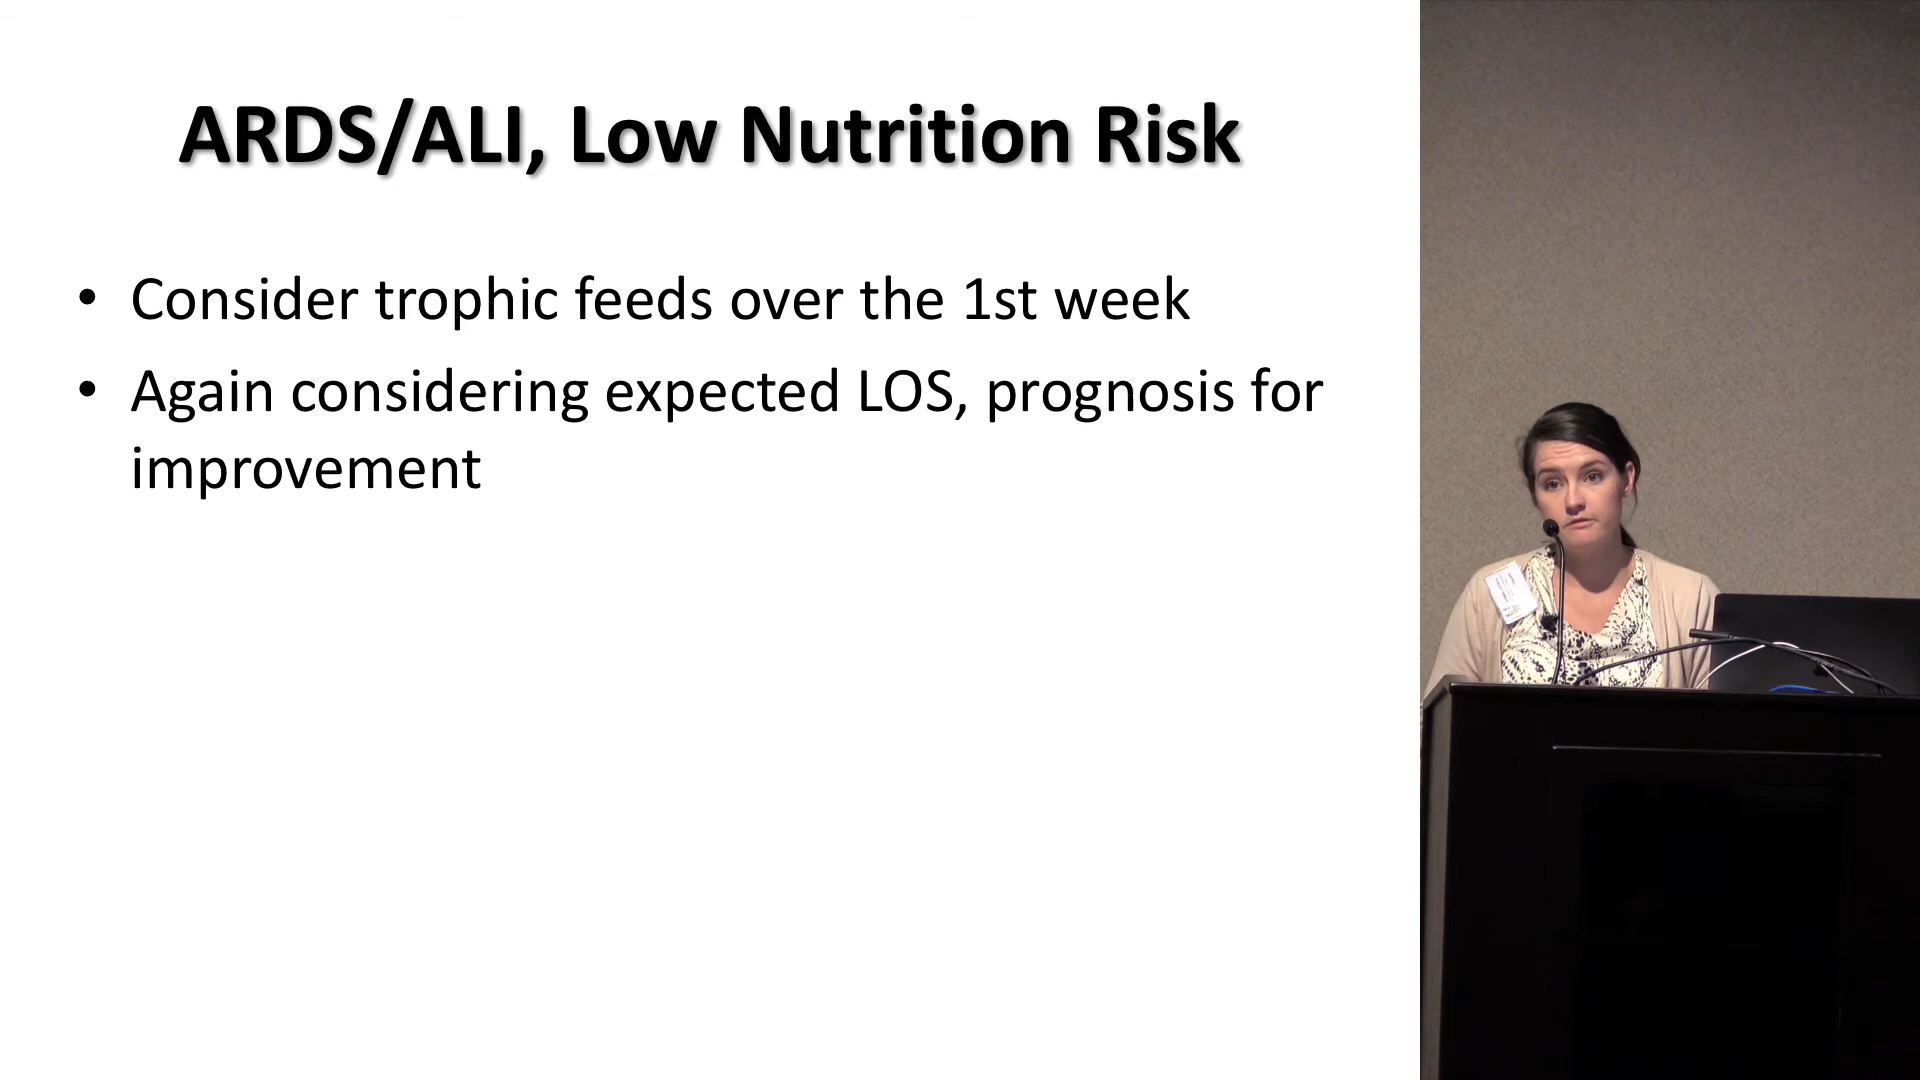 ARDS/ALI, Low Nutrition Risk
• Consider trophic feeds over the 1st week
• Again considering expected LOS, prognosis for
improvement